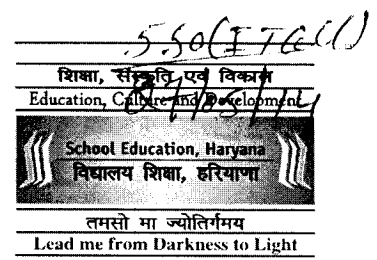 शिक्षा, संस्कृति एवं विकास
Education, Culture and Development
School Education, Haryana
विद्यालय शिक्षा, हरियाणा
तमसो मा ज्योतिर्गमय
Lead me from Darkness to Light